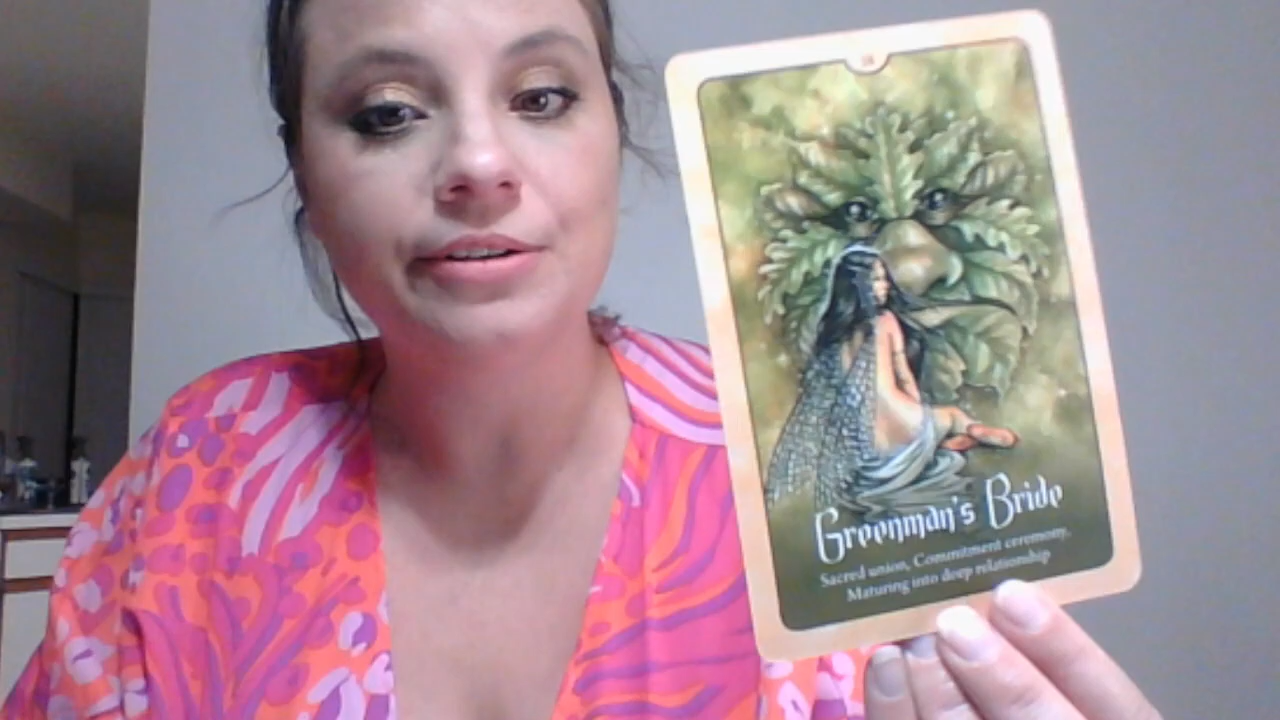 Greenman's Bride
Sacred union, Commitment ceremony,
Maturing into deep relationship